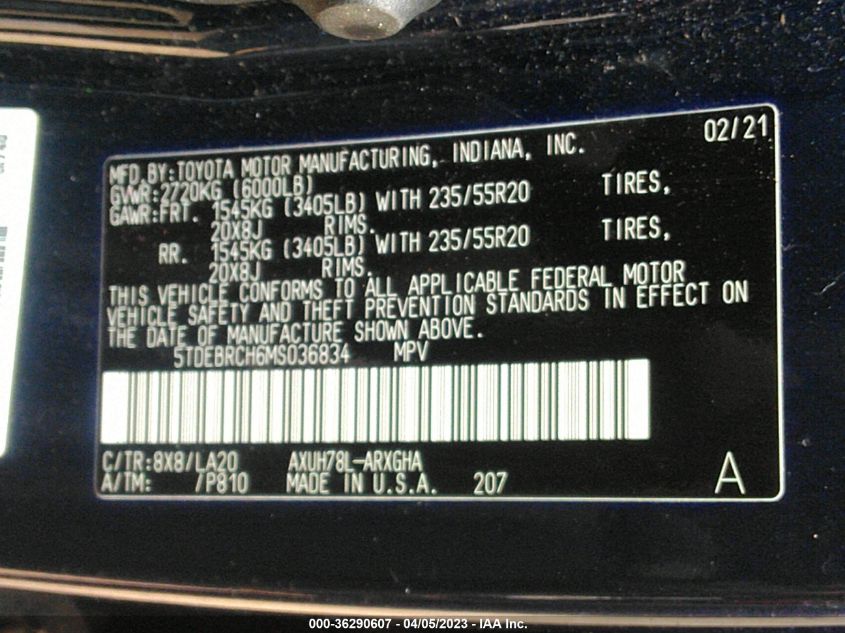 02/21
MFD.BY:TOYOTA MOTOR MANUFACTURING, INDIANA, INC.
GVWR:2720KG (6000LB)
GAWR:FRT. 1545KG (3405LB) WITH 235/55R20 TIRES,
20X8J RIMS.
RR. 1545KG (3405LB) WITH 235/55R20 TIRES,
20X8J RIMS.
THIS VEHICLE CONFORMS TO ALL APPLICABLE FEDERAL MOTOR
VEHICLE SAFETY AND THEFT PREVENTION STANDARDS IN EFFECT ON
THE DATE OF MANUFACTURE SHOWN ABOVE.
5TDEBRCH6MS036834 MPV
C/TR:8X8/LA20 AXUH78L-ARXGHA
A/TM: /P810 MADE IN U.S.A. 207
A
000-36290607 - 04/05/2023 - IAA Inc.